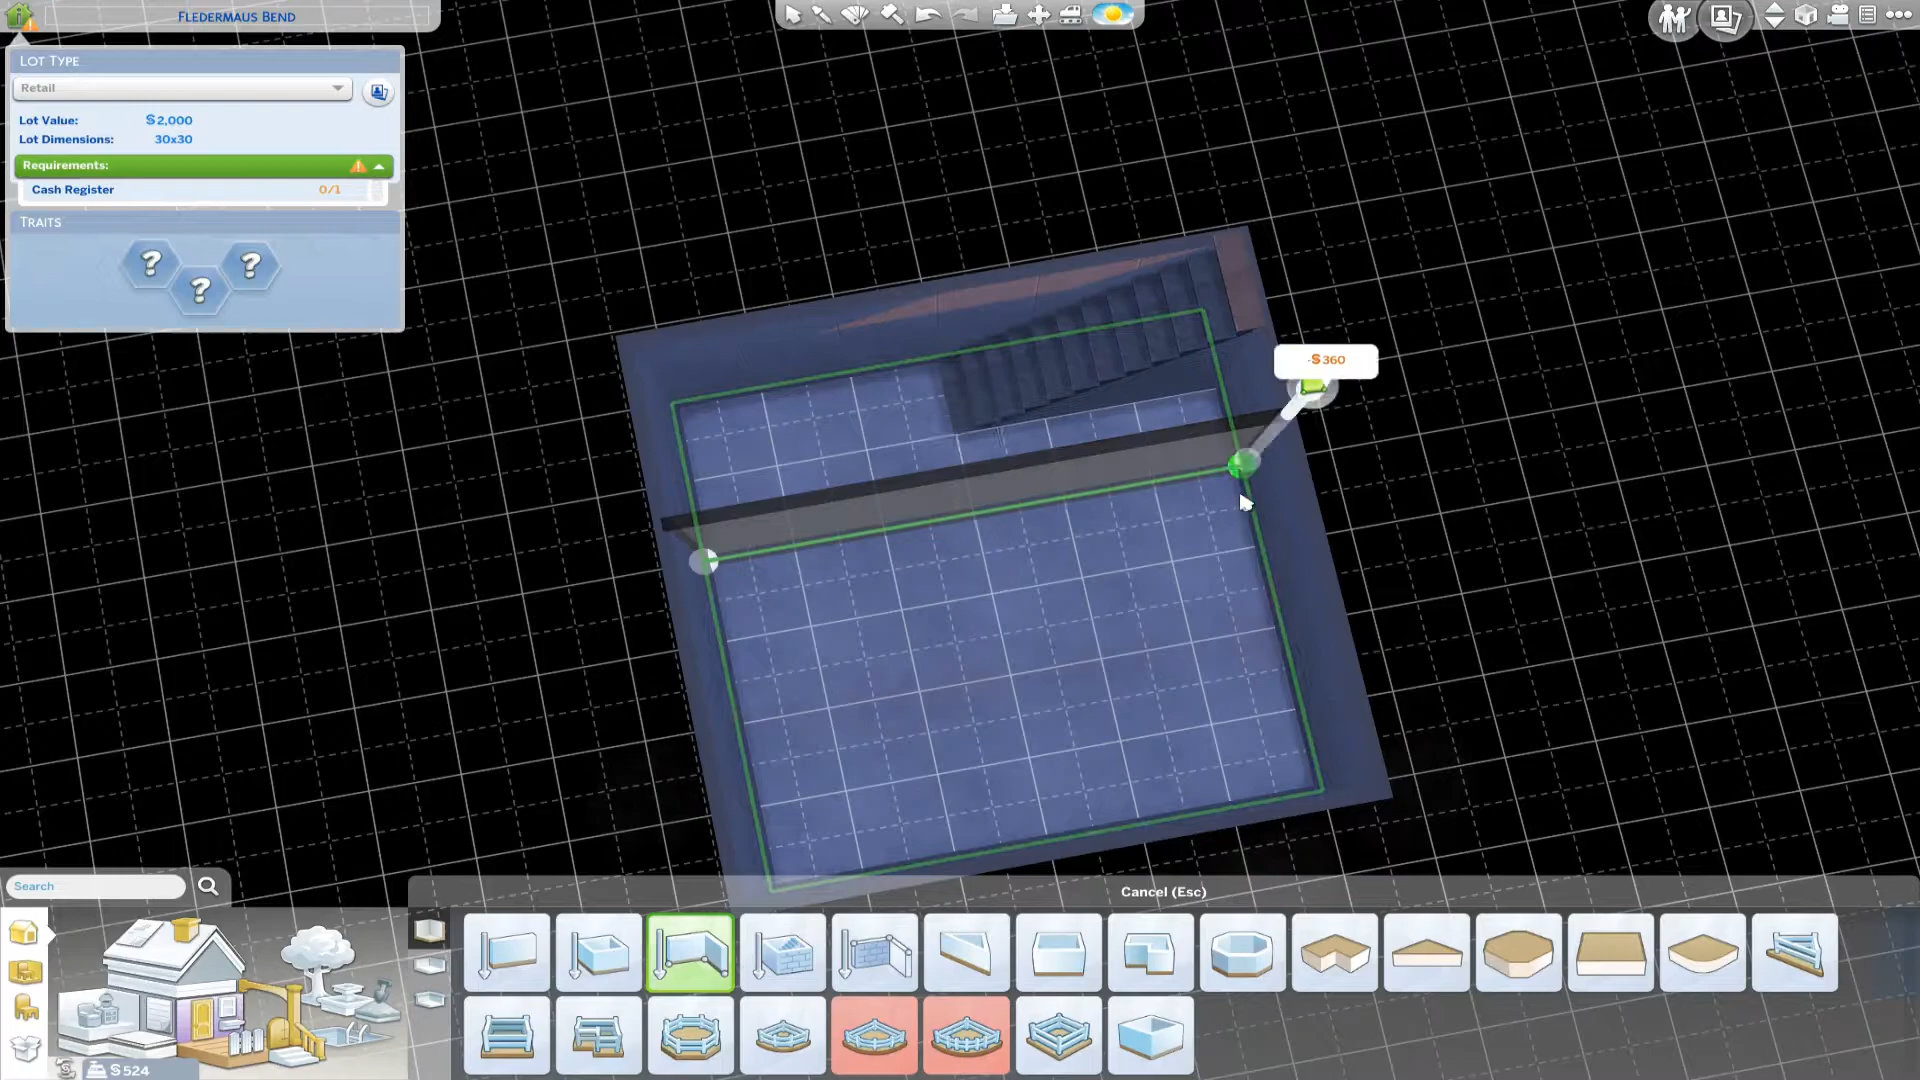 FLEDERMAUS BEND
LOT TYPE
Retail
Lot Value: §2,000
Lot Dimensions: 30x30
Requirements:
Cash Register 0/1
TRAITS
? ? ?
-§360
Search
Cancel (Esc)
§524